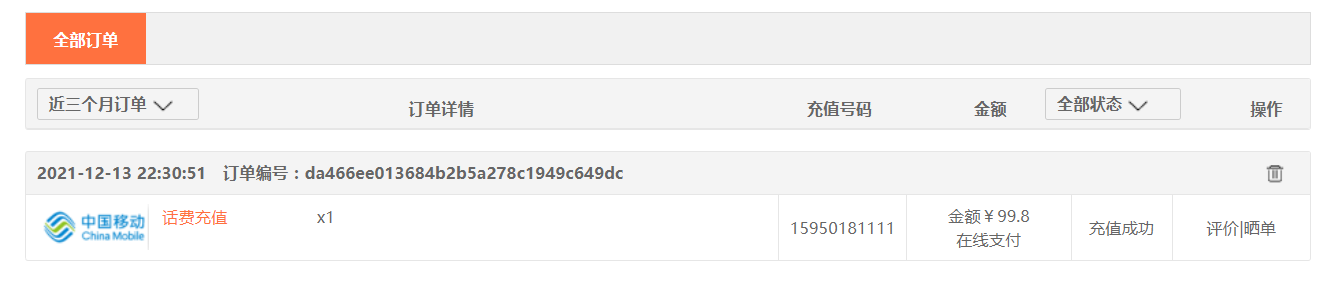 全部订单
近三个月订单 订单详情 充值号码 金额 全部状态 操作
2021-12-13 22:30:51 订单编号：da466ee013684b2b5a278c1949c649dc
中国移动 China Mobile 话费充值 x1 15950181111 金额￥99.8 在线支付 充值成功 评价|晒单